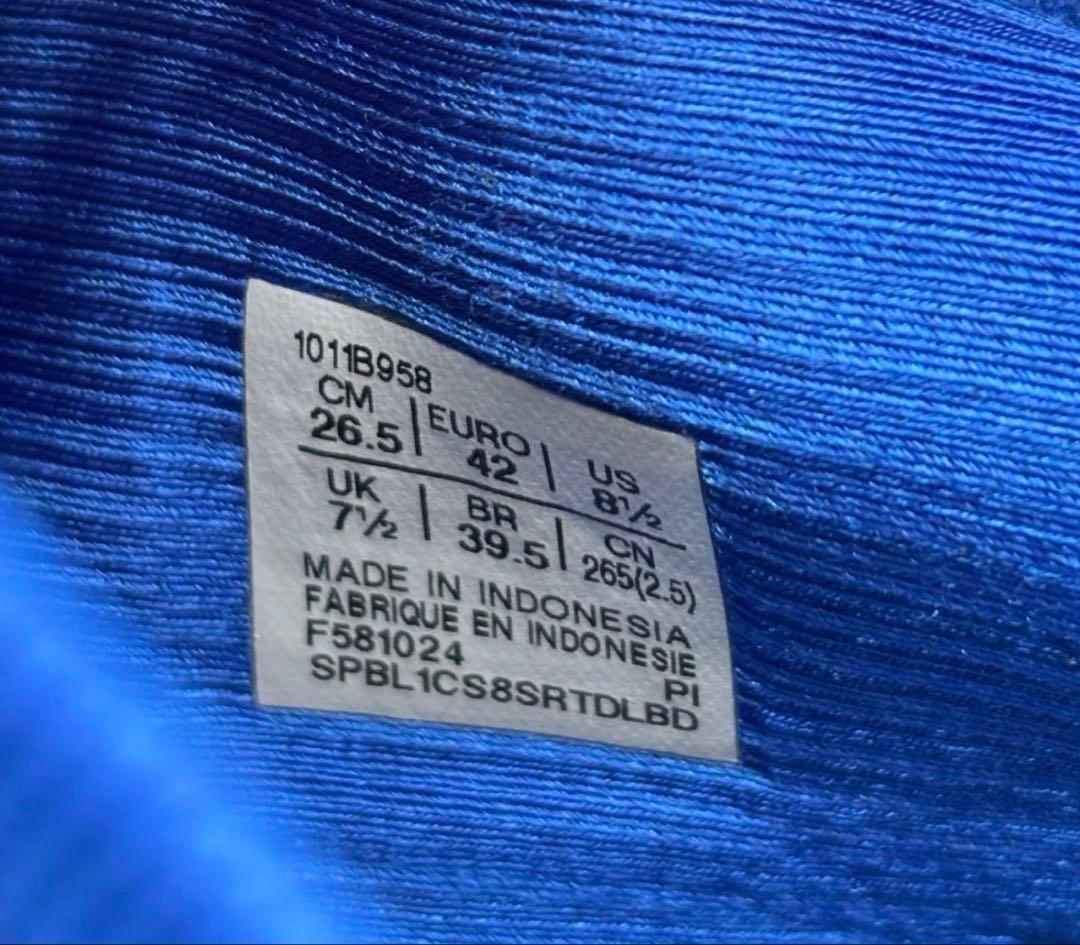 1011B958
CM | EURO | US
26.5 | 42 | 8½
UK | BR | CN
7½ | 39.5 | 265(2.5)
MADE IN INDONESIA
FABRIQUE EN INDONESIE
F581024 PI
SPBL1CS8SRTDLBD